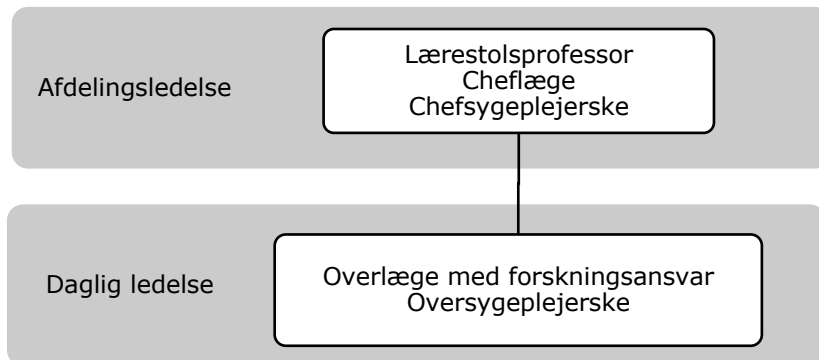 Afdelingsledelse
Lærestolsprofessor
Cheflæge
Chefsygeplejerske
Daglig ledelse
Overlæge med forskningsansvar
Oversygeplejerske